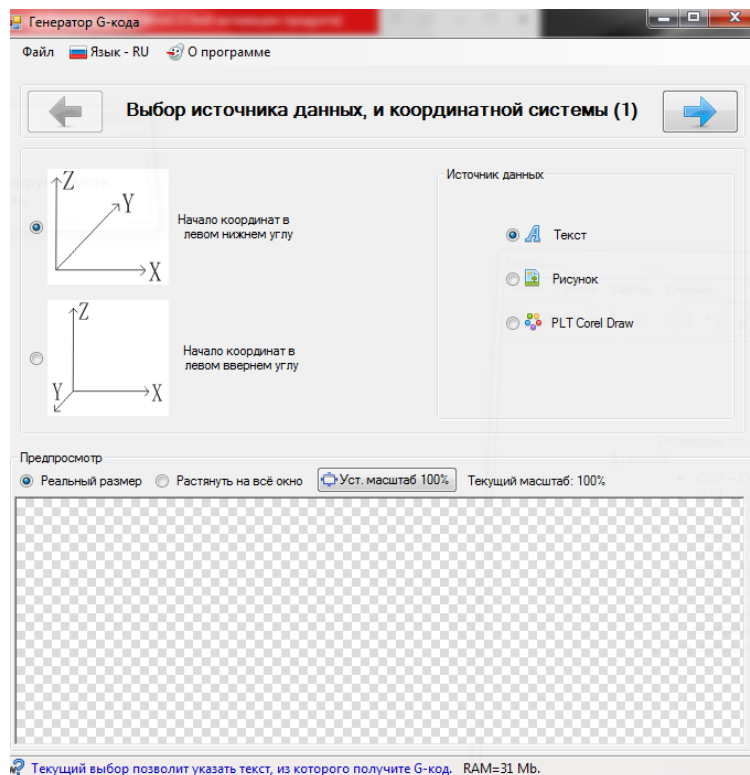 Генератор G-кода
Файл Язык - RU О программе
Выбор источника данных, и координатной системы (1)
Z
Y
X
Начало координат в
левом нижнем углу
Z
Y
X
Начало координат в
левом ввернем углу
Источник данных
Текст
Рисунок
PLT Corel Draw
Предпросмотр
Реальный размер Растянуть на всё окно Уст. масштаб 100% Текущий масштаб: 100%
Текущий выбор позволит указать текст, из которого получите G-код. RAM=31 Mb.